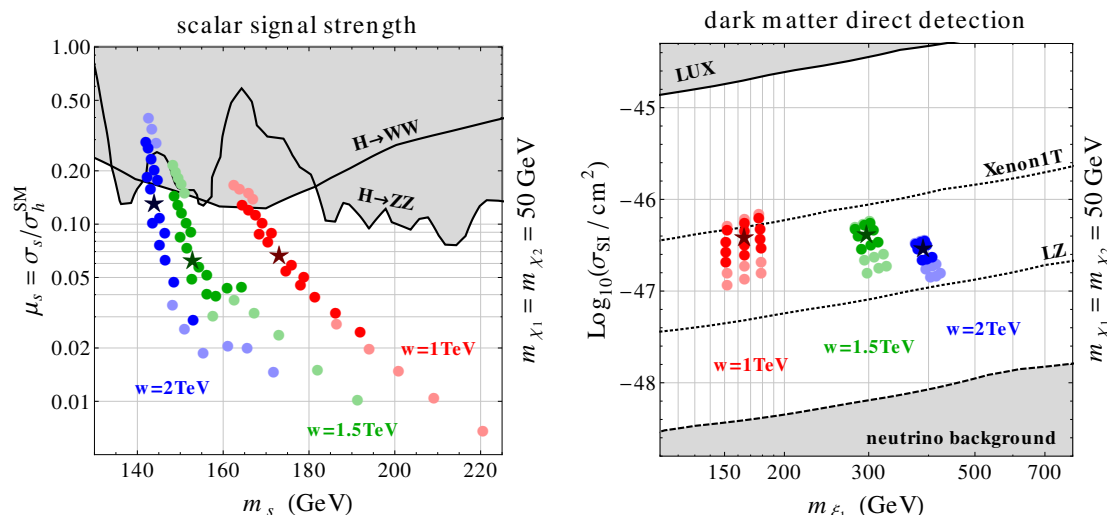 scalar signal strength
1.00
0.50
0.20
0.10
0.05
0.02
0.01
μs = σs/σhSM
H→WW
H→ZZ
w=1TeV
w=2TeV
w=1.5TeV
140
160
180
200
220
ms (GeV)
mχ1 = mχ2 = 50 GeV
dark matter direct detection
LUX
-45
-46
-47
-48
Log10(σSI / cm2)
Xenon1T
LZ
w=1TeV
w=1.5TeV
w=2TeV
neutrino background
150
200
300
500
700
mξ1 (GeV)
mχ1 = mχ2 = 50 GeV